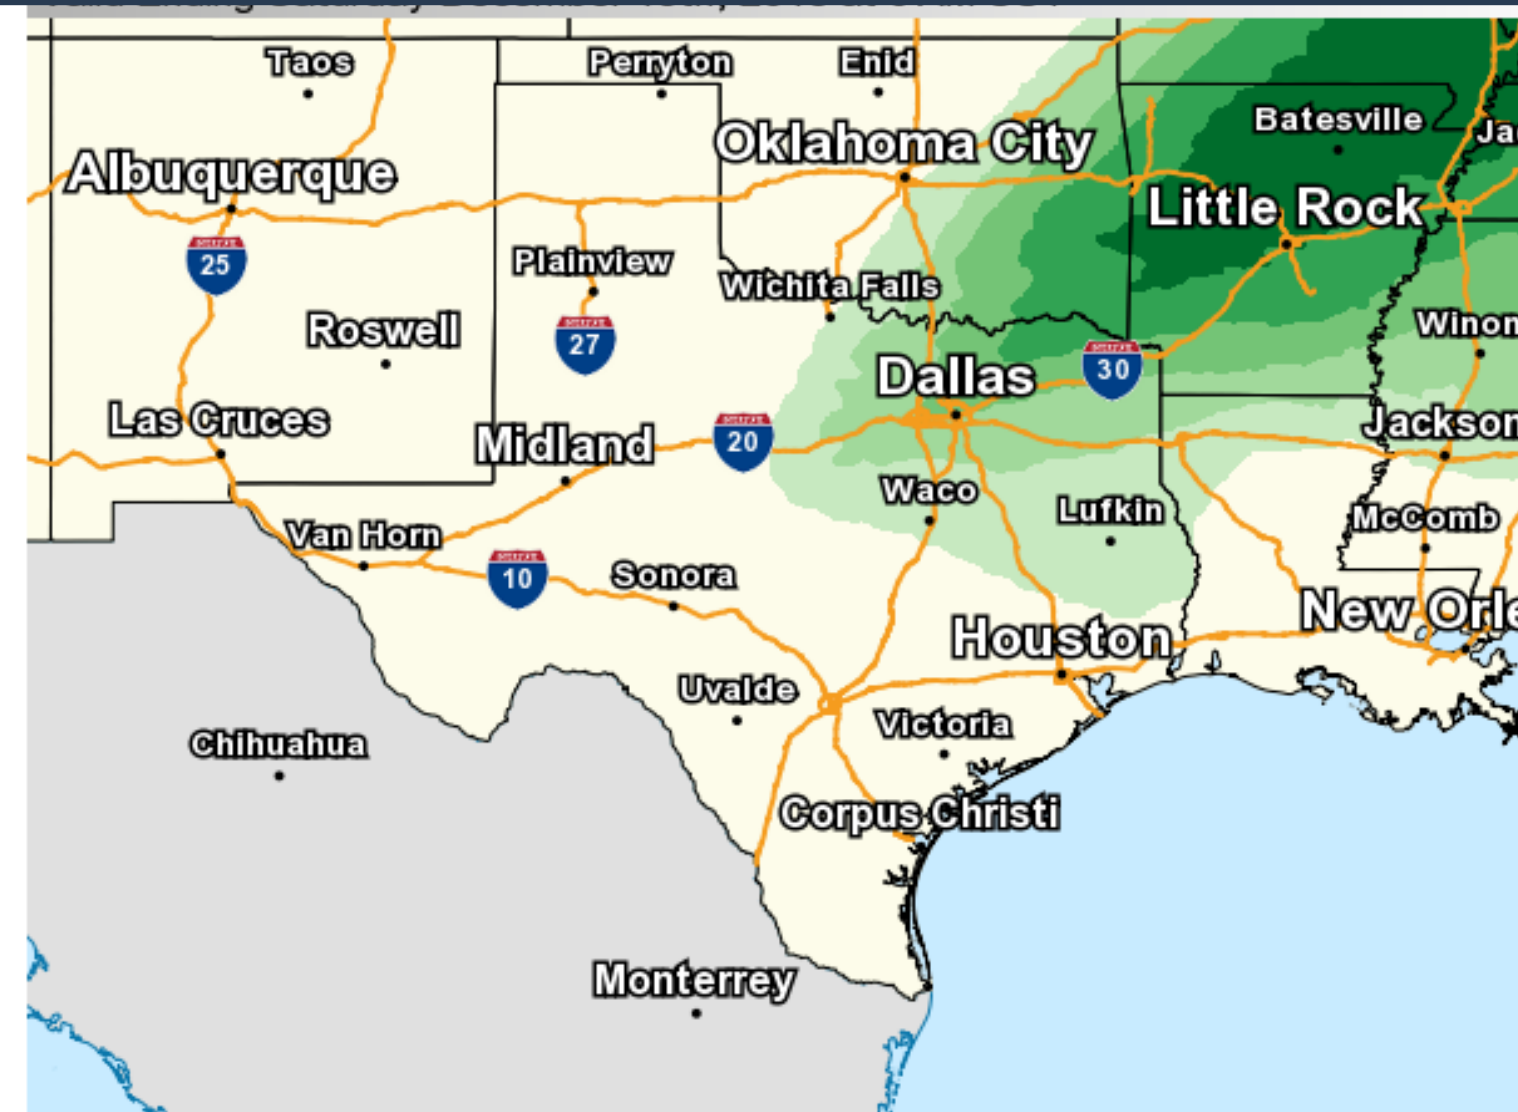 Taos
Perryton
Enid
Batesville
Oklahoma City
Albuquerque
Little Rock
25
Plainview
Wichita Falls
Roswell
27
Winon
Dallas
30
Las Cruces
Midland
20
Jackson
Waco
Lufkin
McComb
Van Horn
10
Sonora
New Orle
Houston
Uvalde
Victoria
Chihuahua
Corpus Christi
Monterrey